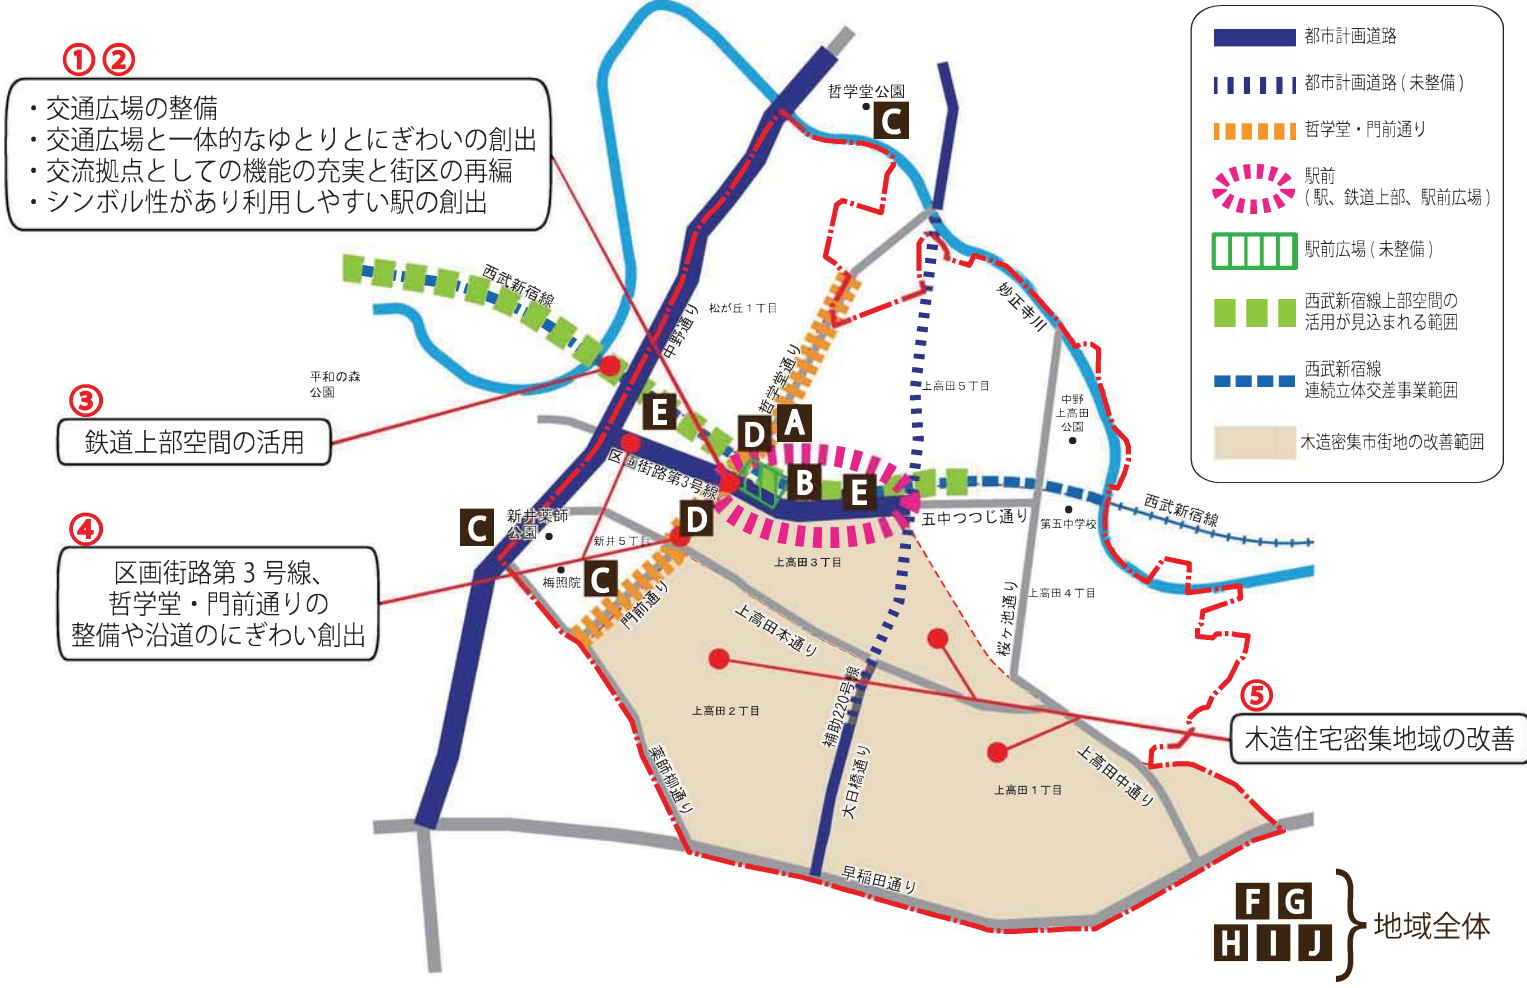 ① ②
・交通広場の整備
・交通広場と一体的なゆとりとにぎわいの創出
・交流拠点としての機能の充実と街区の再編
・シンボル性があり利用しやすい駅の創出
③
鉄道上部空間の活用
④
区画街路第 3 号線、
哲学堂・門前通りの
整備や沿道のにぎわい創出
⑤
木造住宅密集地域の改善
都市計画道路
都市計画道路 ( 未整備 )
哲学堂・門前通り
駅前
( 駅、鉄道上部、駅前広場 )
駅前広場 ( 未整備 )
西武新宿線上部空間の
活用が見込まれる範囲
西武新宿線
連続立体交差事業範囲
木造密集市街地の改善範囲
哲学堂公園
C
西武新宿線
中野通り
松が丘１丁目
妙正寺川
平和の森
公園
哲学堂通り
上高田５丁目
中野
上高田
公園
E
D
A
区画街路第3号線
B
E
西武新宿線
C
新井薬師
公園
D
五中つつじ通り
第五中学校
新井５丁目
上高田３丁目
梅照院
C
門前通り
上高田本通り
桜ヶ池通り
上高田４丁目
補助220号線
上高田２丁目
薬師柳通り
大日橋通り
上高田１丁目
上高田中通り
早稲田通り
F G
H I J
地域全体